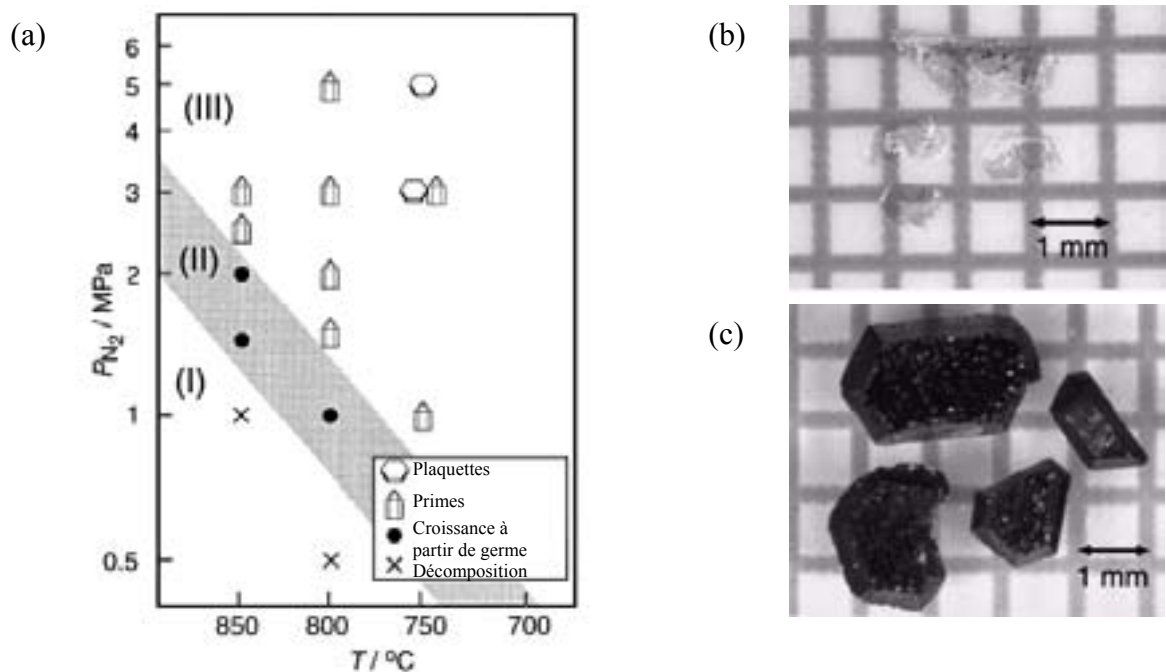 (a)
6
5
4
3
2
1
0.5
P_N₂ / MPa
(III)
(II)
(I)
Plaquettes
Primes
Croissance à
partir de germe
Décomposition
850
800
750
700
T / °C
(b)
1 mm
(c)
1 mm